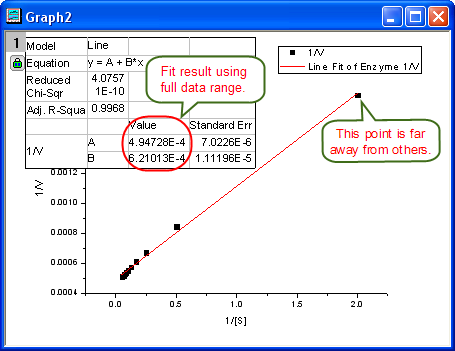 Graph2
1
Model Line
Equation y = A + B*x
Reduced Chi-Sqr 4.0757 1E-10
Adj. R-Squa 0.9968
Value Standard Err
1/V A 4.94728E-4 7.0226E-6
B 6.21013E-4 1.11196E-5
Fit result using
full data range.
1/V
Line Fit of Enzyme 1/V
This point is far
away from others.
1/V
0.0012
0.0010
0.0008
0.0006
0.0004
0.0 0.5 1.0 1.5 2.0
1/[S]